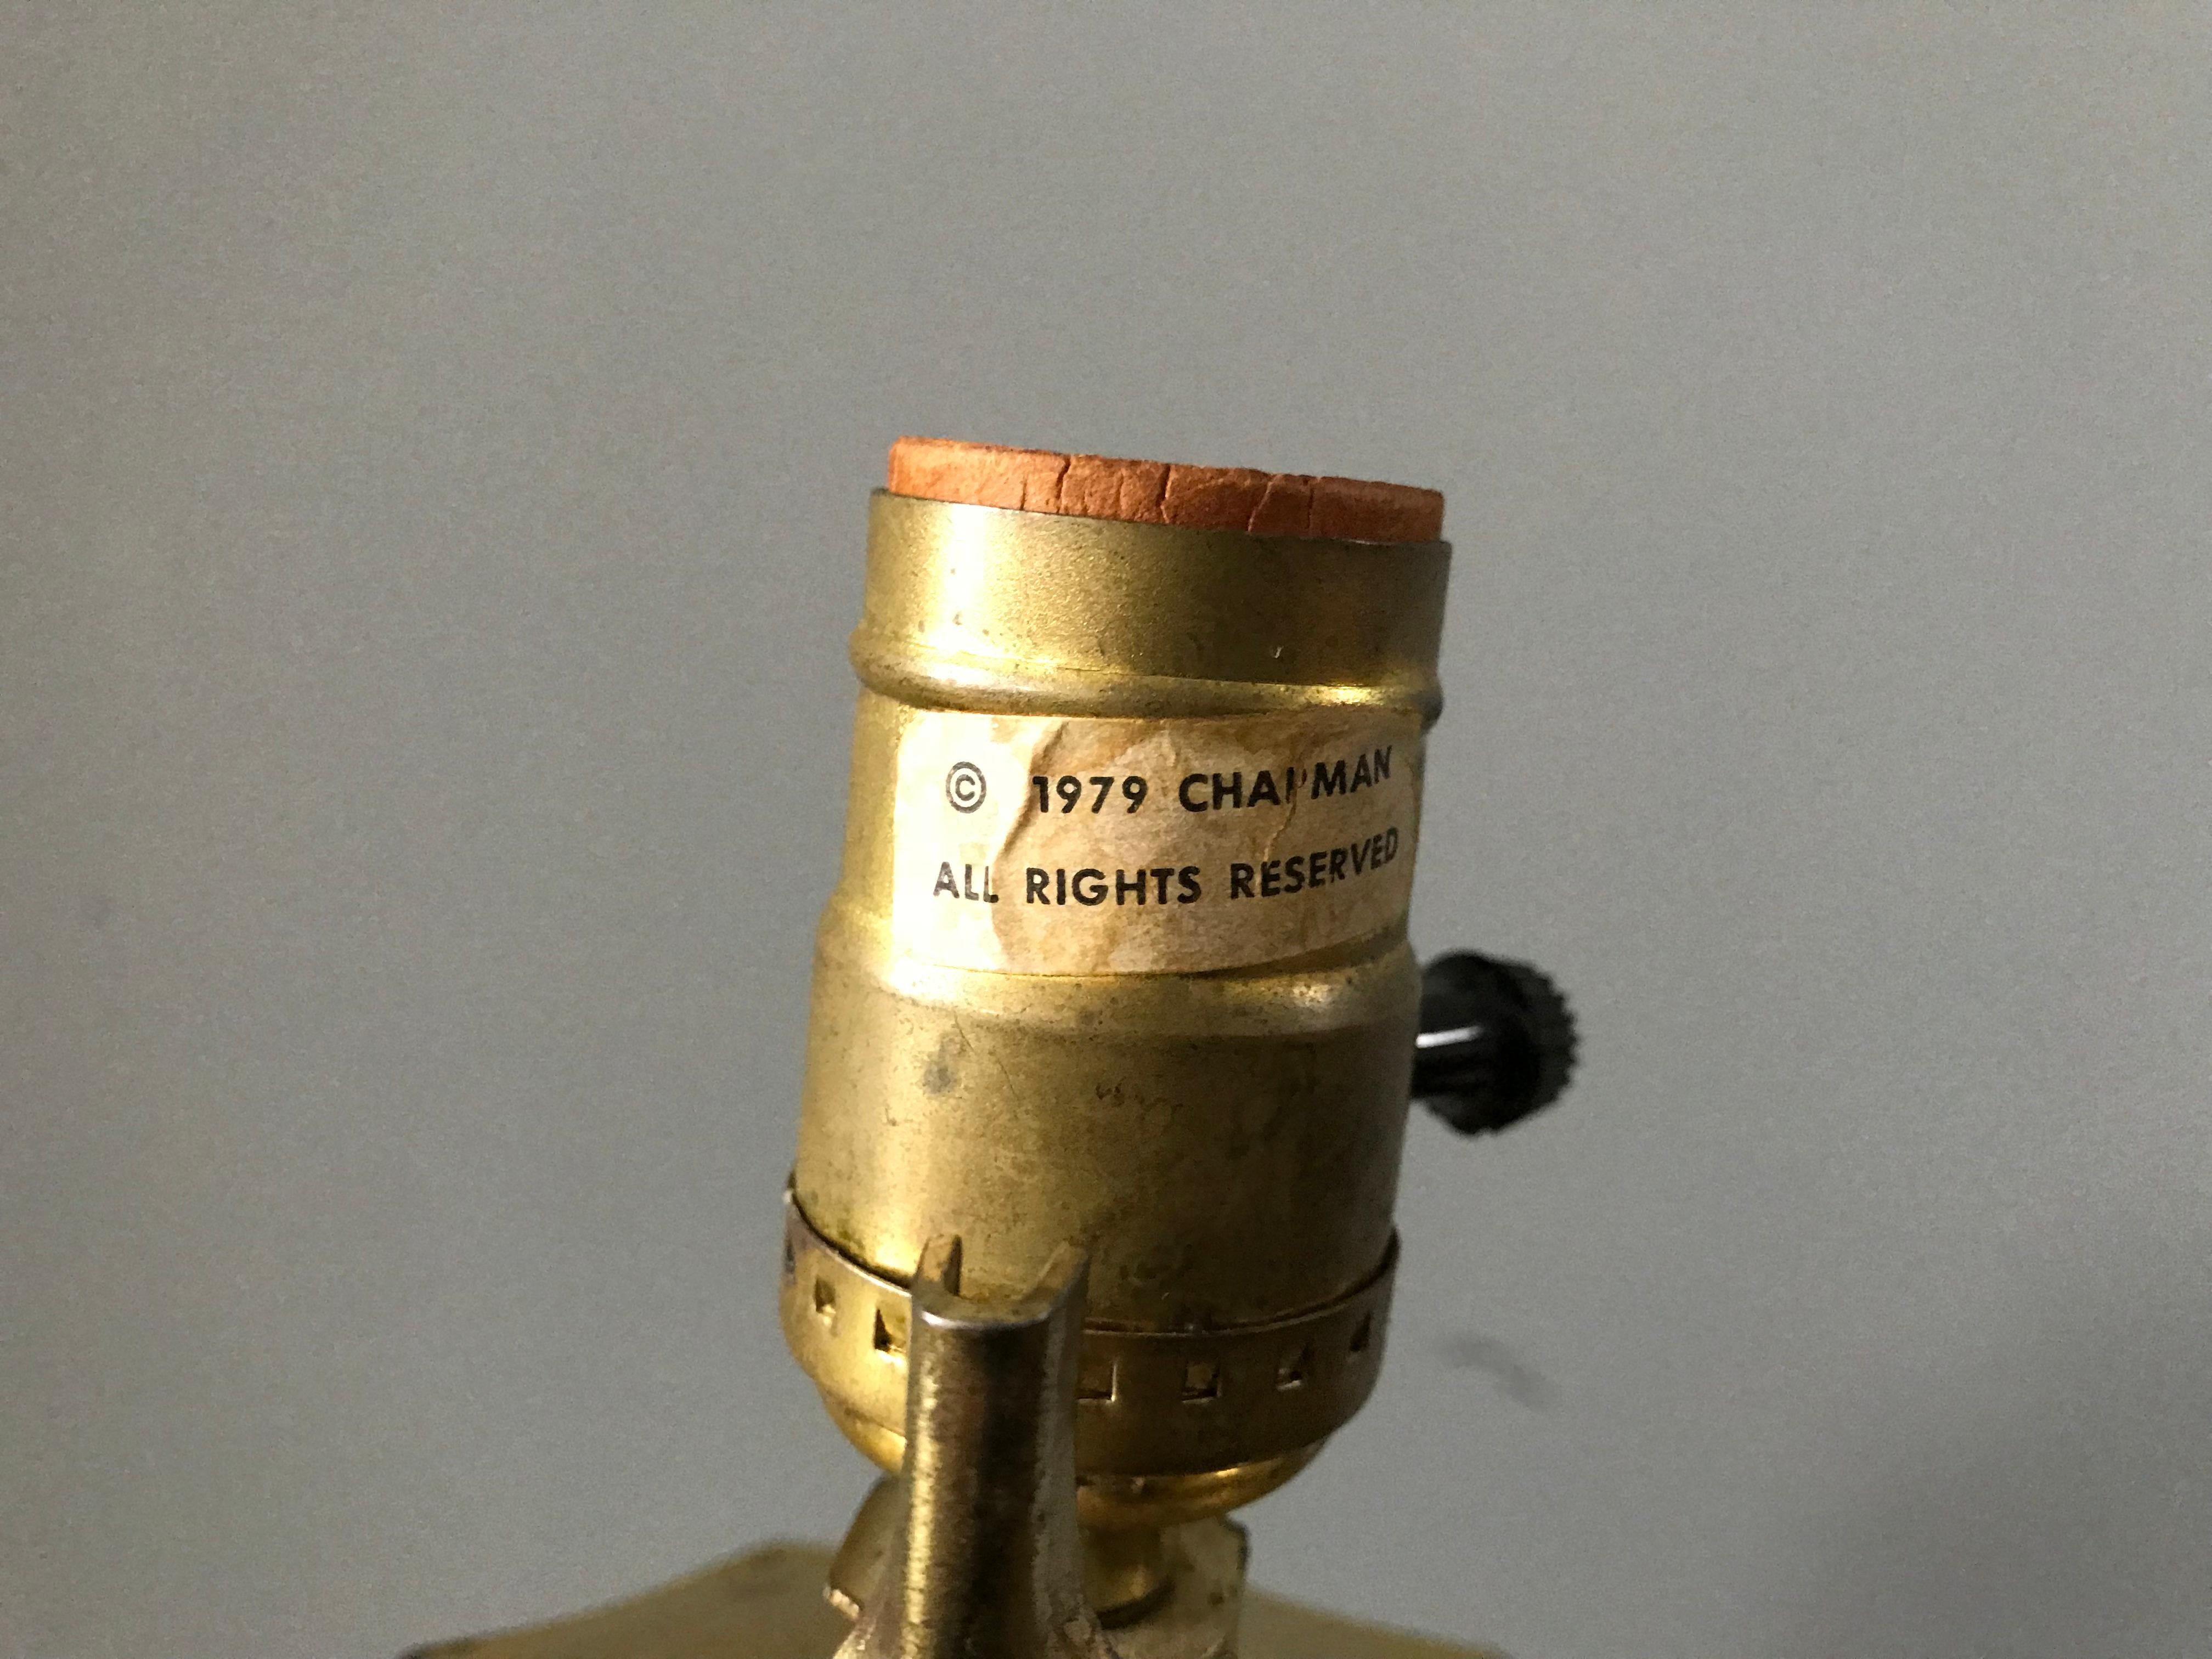 © 1979 CHAPMAN
ALL RIGHTS RESERVED